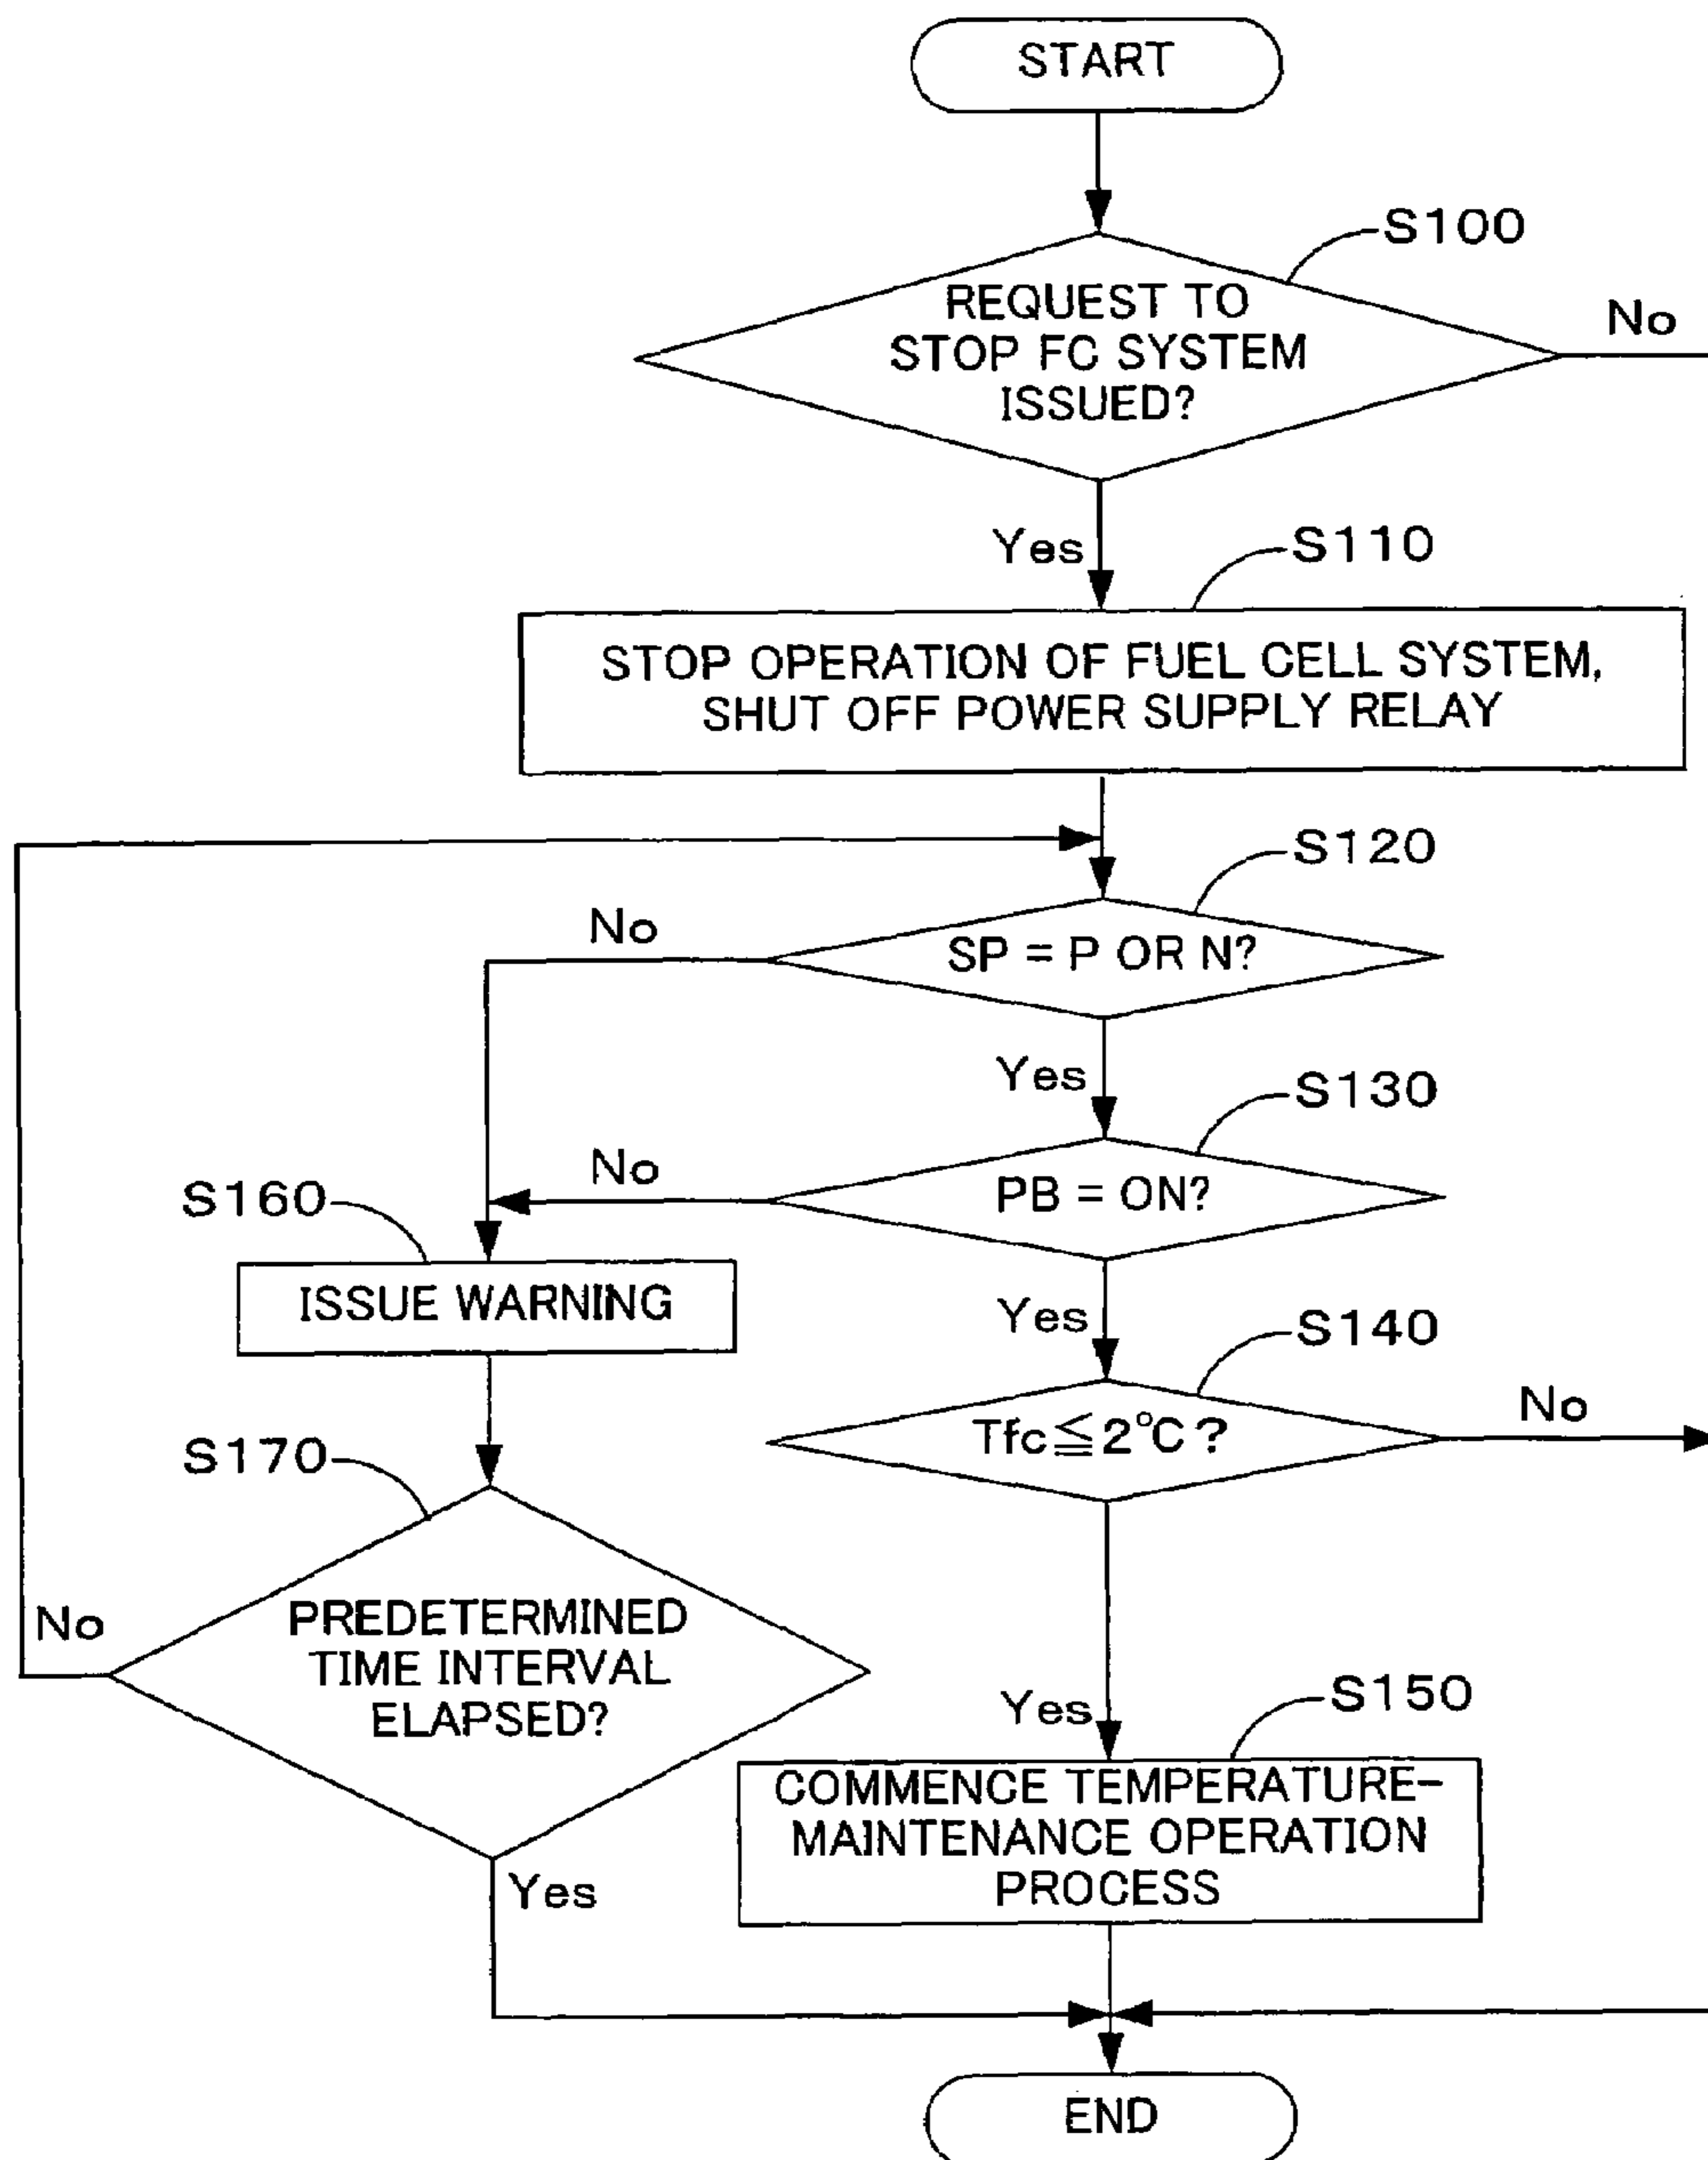 START
S100
REQUEST TO
STOP FC SYSTEM
ISSUED?
No
Yes
S110
STOP OPERATION OF FUEL CELL SYSTEM,
SHUT OFF POWER SUPPLY RELAY
S120
No
SP = P OR N?
Yes
S130
No
PB = ON?
S160
ISSUE WARNING
Yes
S140
Tfc≦2°C?
No
S170
PREDETERMINED
TIME INTERVAL
ELAPSED?
No
Yes
Yes
S150
COMMENCE TEMPERATURE-
MAINTENANCE OPERATION
PROCESS
END